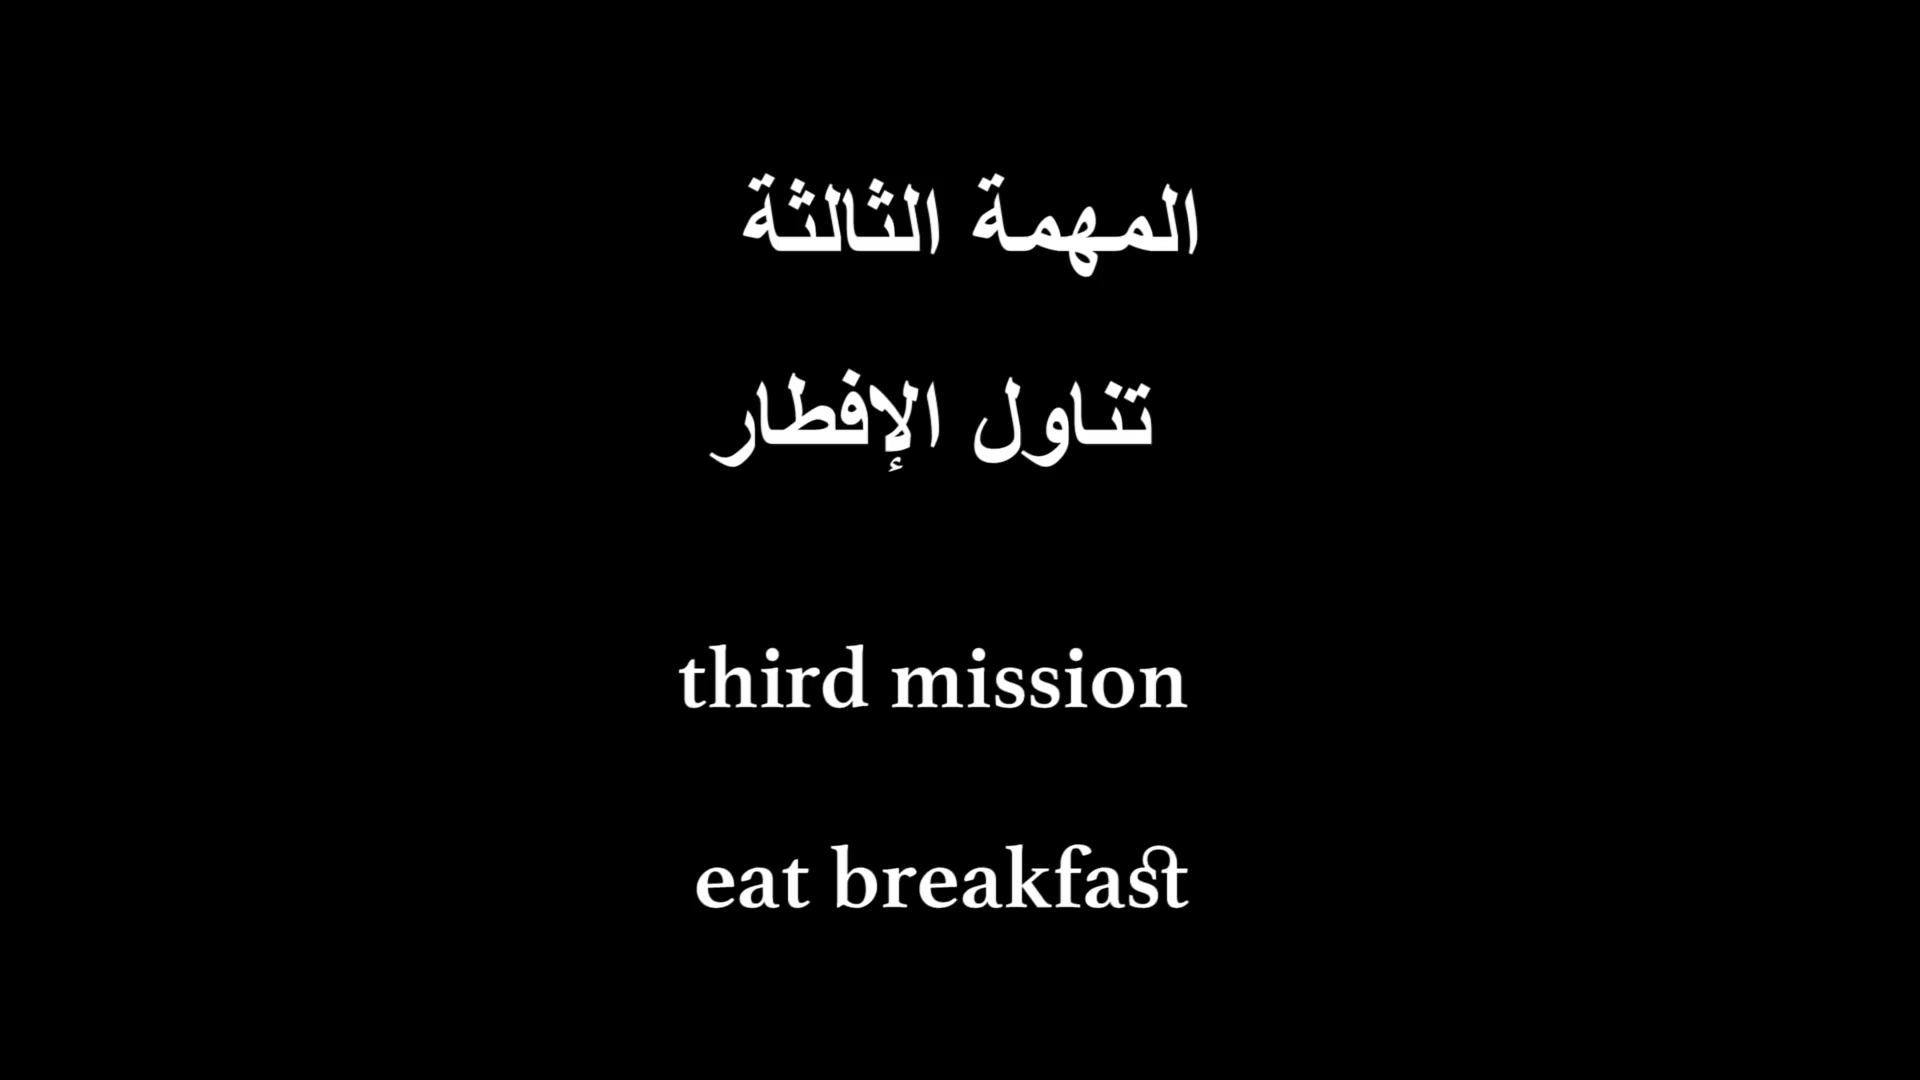 المهمة الثالثة
تناول الإفطار
third mission
eat breakfast